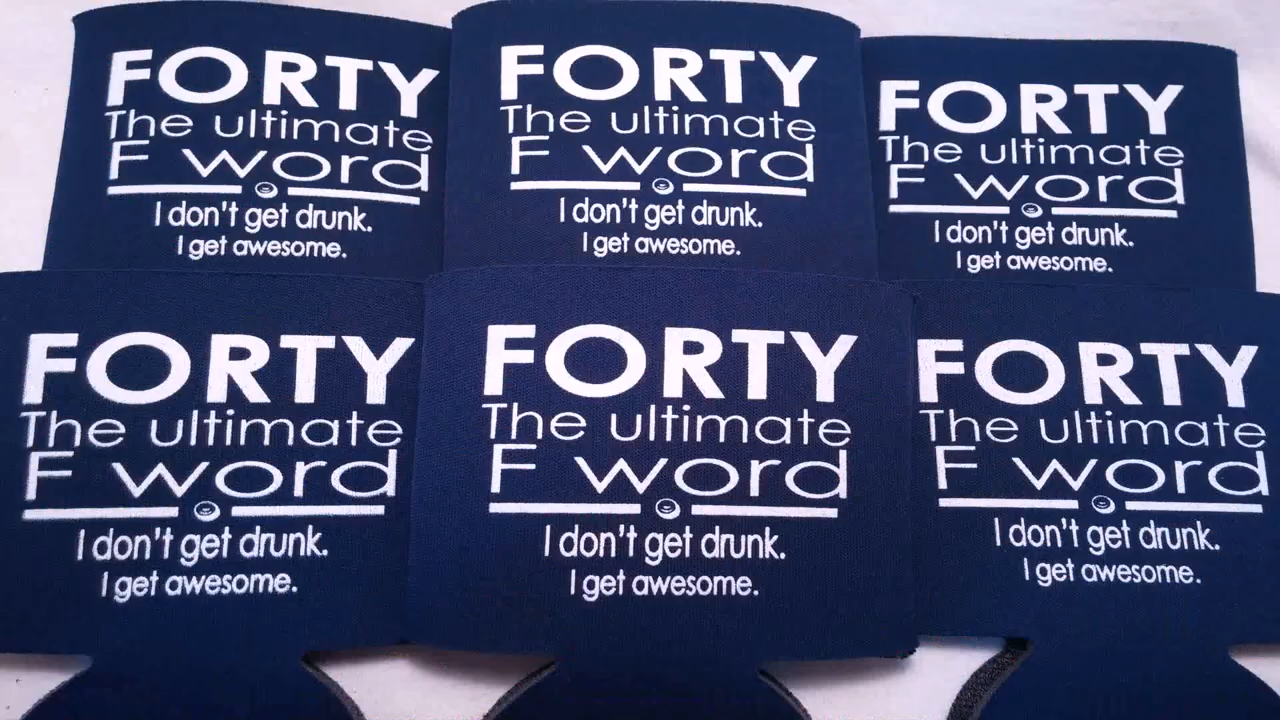 FORTY
The ultimate
F word
I don't get drunk.
I get awesome.
FORTY
The ultimate
F word
I don't get drunk.
I get awesome.
FORTY
The ultimate
F word
I don't get drunk.
I get awesome.
FORTY
The ultimate
F word
I don't get drunk.
I get awesome.
FORTY
The ultimate
F word
I don't get drunk.
I get awesome.
FORTY
The ultimate
F word
I don't get drunk.
I get awesome.